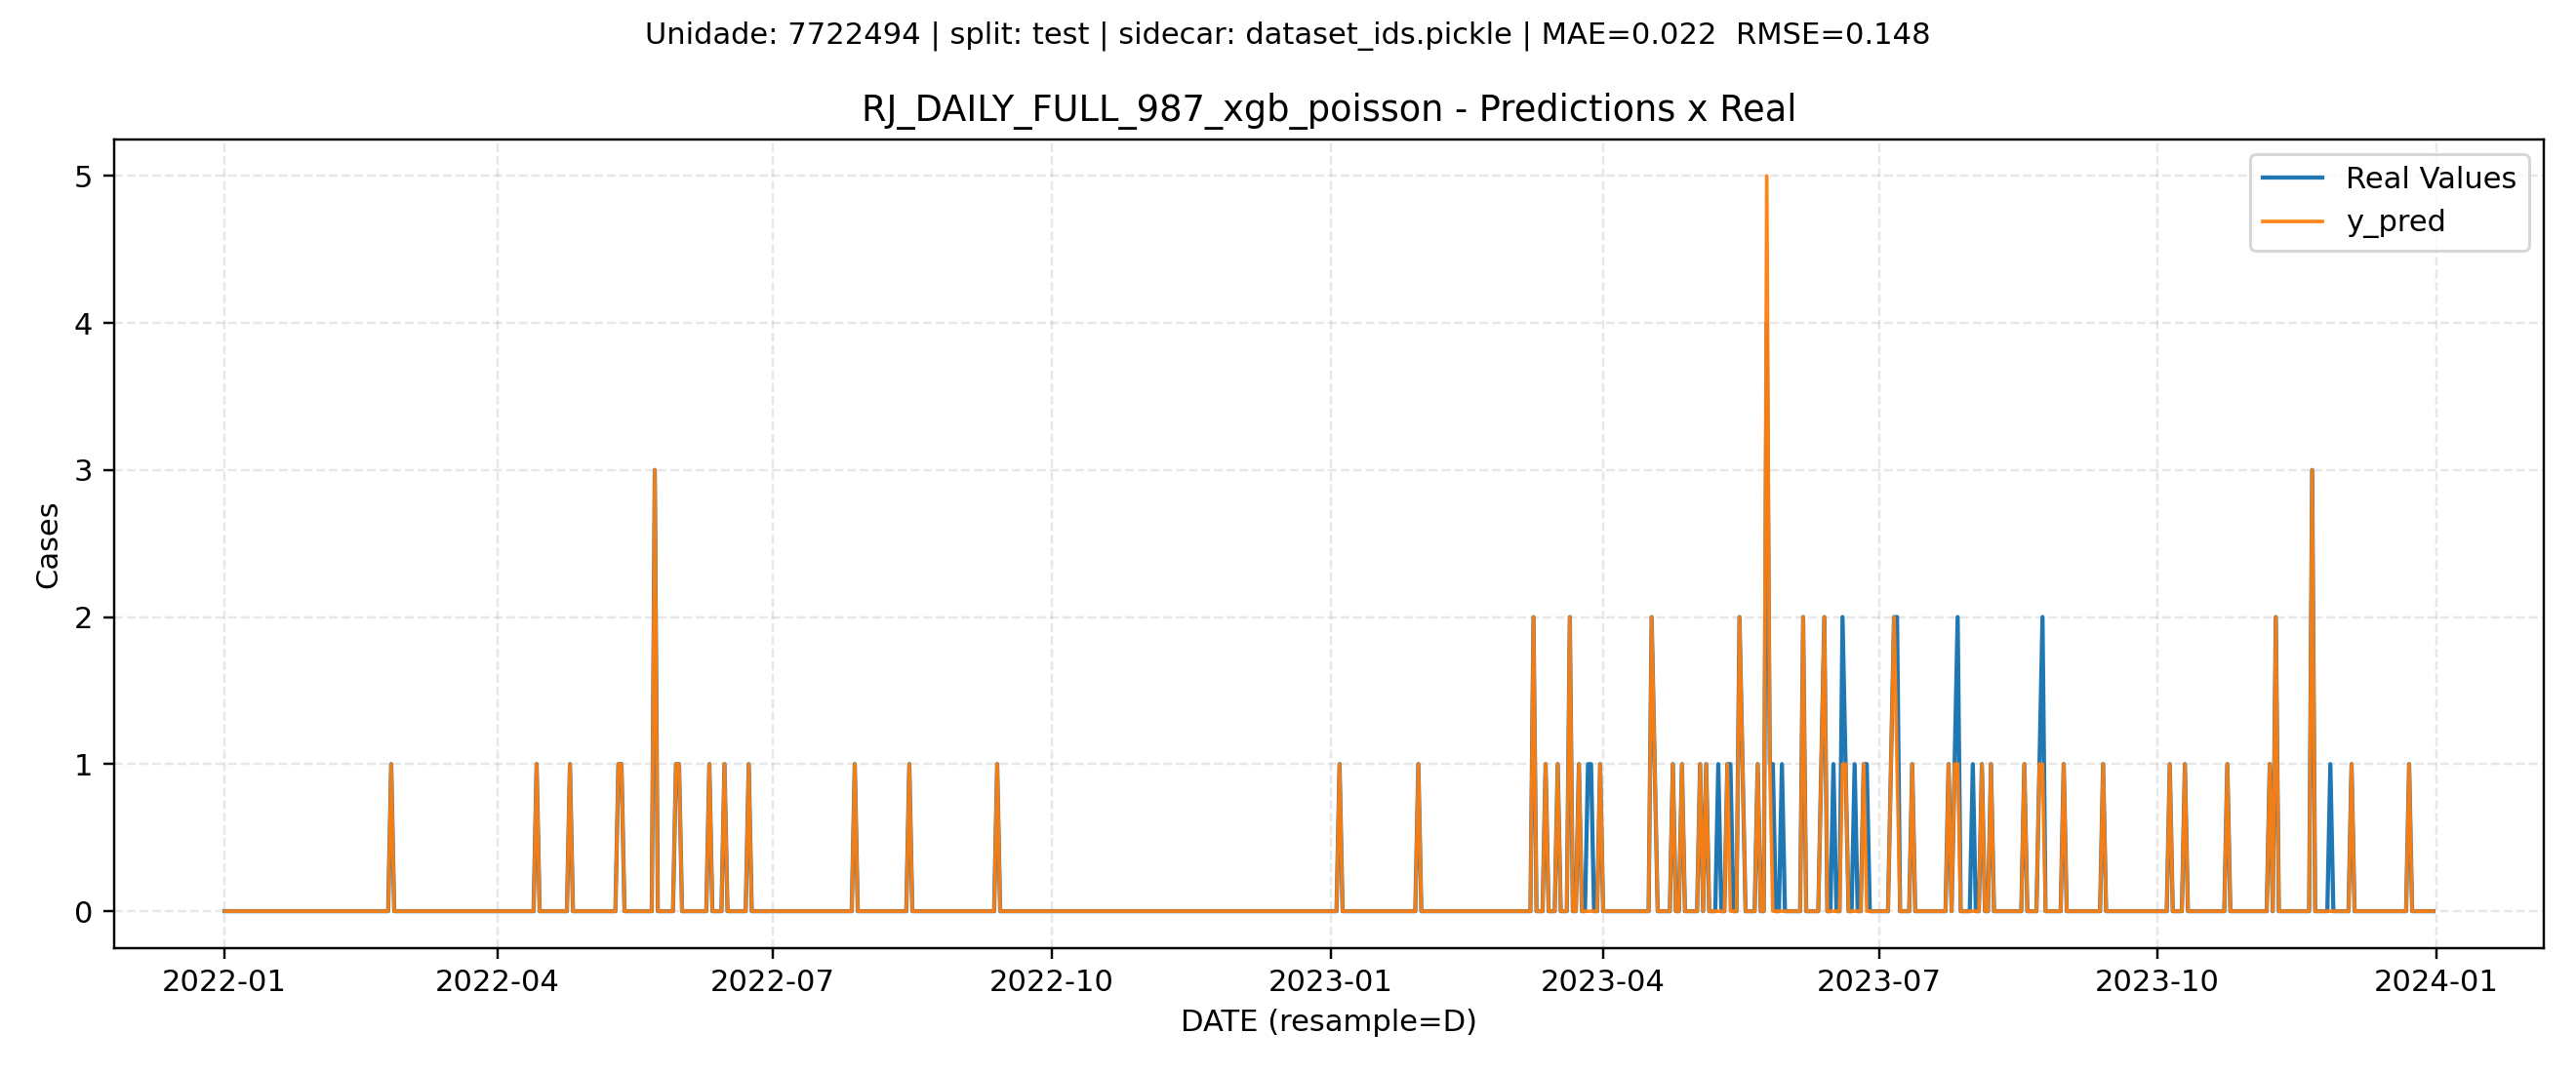 Unidade: 7722494 | split: test | sidecar: dataset_ids.pickle | MAE=0.022  RMSE=0.148
RJ_DAILY_FULL_987_xgb_poisson - Predictions x Real
Real Values
y_pred
Cases
5
4
3
2
1
0
2022-01
2022-04
2022-07
2022-10
2023-01
2023-04
2023-07
2023-10
2024-01
DATE (resample=D)